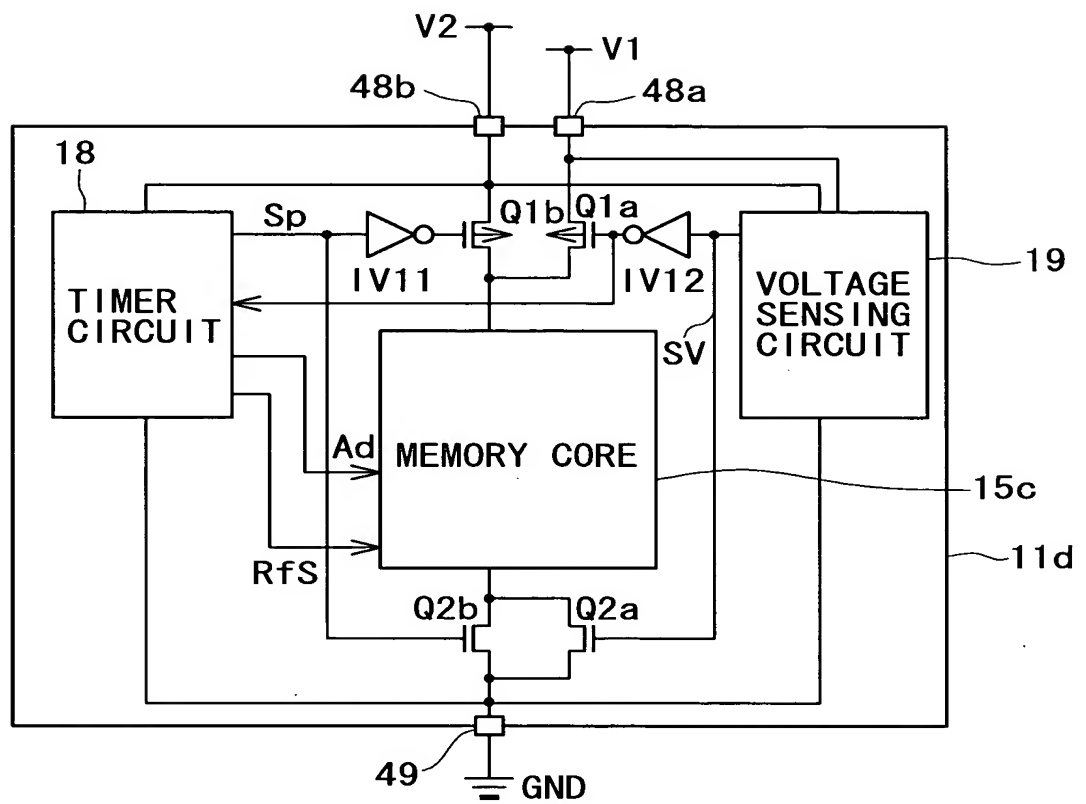 V2
V1
48b
48a
18
Sp
Q1b
Q1a
IV11
IV12
19
TIMER
CIRCUIT
VOLTAGE
SENSING
CIRCUIT
SV
Ad
MEMORY CORE
15c
11d
RfS
Q2b
Q2a
49
GND